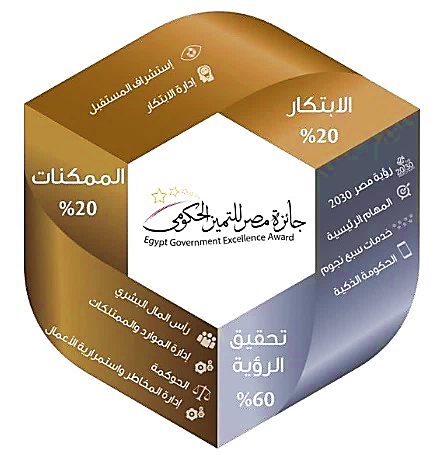 استشراف المستقبل
إدارة الابتكار
الابتكار
%20
رؤية مصر 2030
المهام الرئيسية
خدمات سبع نجوم
الحكومة الذكية
تحقيق
الرؤية
%60
الممكنات
%20
رأس المال البشري
إدارة الموارد والممتلكات
الحوكمة
إدارة المخاطر واستمرارية الأعمال
جائزة مصر للتميز الحكومي
Egypt Government Excellence Award